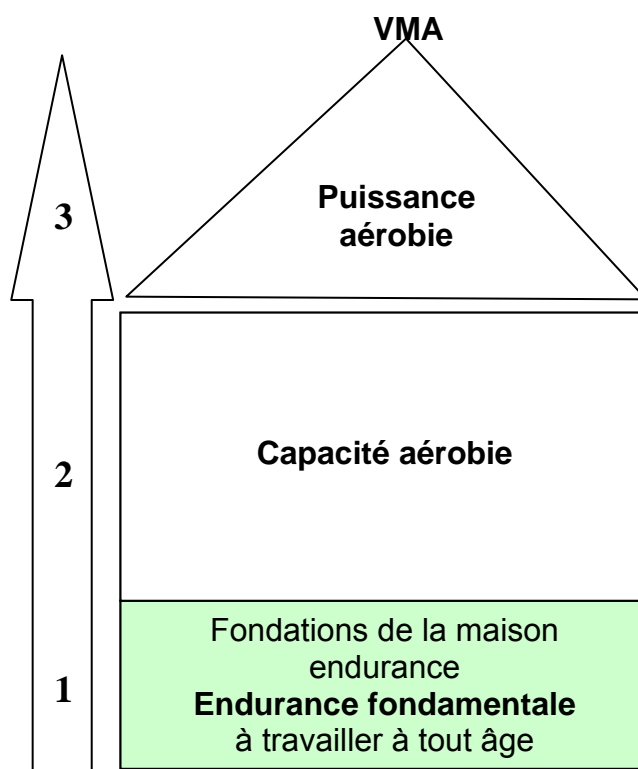 VMA
3
Puissance
aérobie
2
Capacité aérobie
1
Fondations de la maison
endurance
Endurance fondamentale
à travailler à tout âge